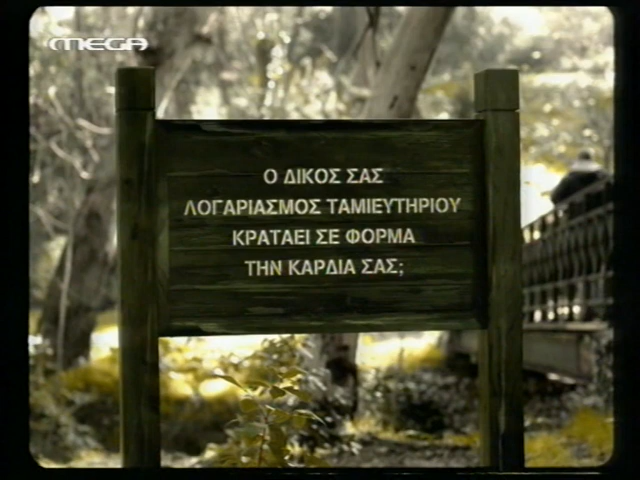 MEGA
Ο ΔΙΚΟΣ ΣΑΣ
ΛΟΓΑΡΙΑΣΜΟΣ ΤΑΜΙΕΥΤΗΡΙΟΥ
ΚΡΑΤΑΕΙ ΣΕ ΦΟΡΜΑ
ΤΗΝ ΚΑΡΔΙΑ ΣΑΣ;